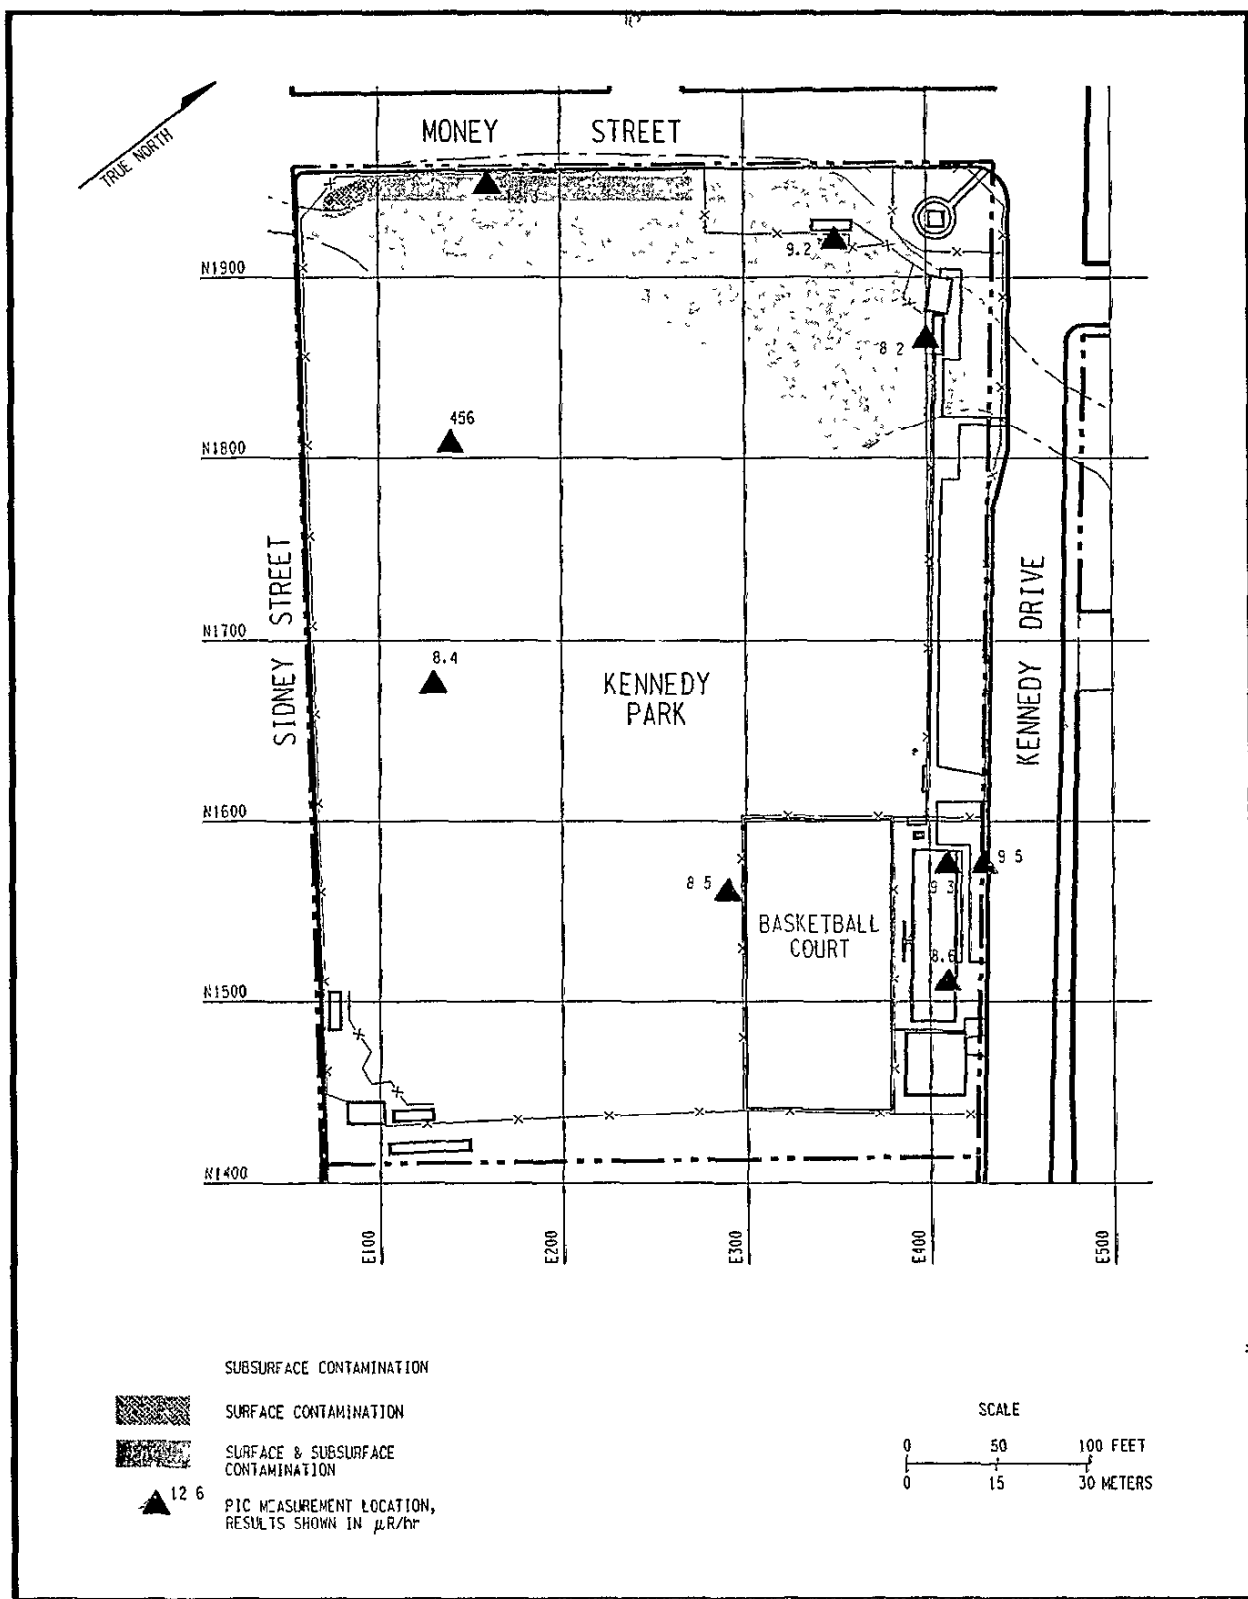 TRUE NORTH
MONEY STREET
N1900
9.2
8 2
456
N1800
SIDNEY STREET
KENNEDY DRIVE
N1700
8.4
KENNEDY
PARK
N1600
9 5
9 3
8 5
BASKETBALL
COURT
8.6
N1500
N1400
E100
E200
E300
E400
E500
SUBSURFACE CONTAMINATION
SURFACE CONTAMINATION
SURFACE & SUBSURFACE
CONTAMINATION
12 6
PIC MEASUREMENT LOCATION,
RESULTS SHOWN IN μR/hr
SCALE
0 50 100 FEET
0 15 30 METERS